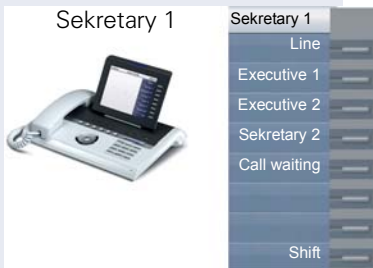 Sekretary 1
Sekretary 1
Line
Executive 1
Executive 2
Sekretary 2
Call waiting
Shift